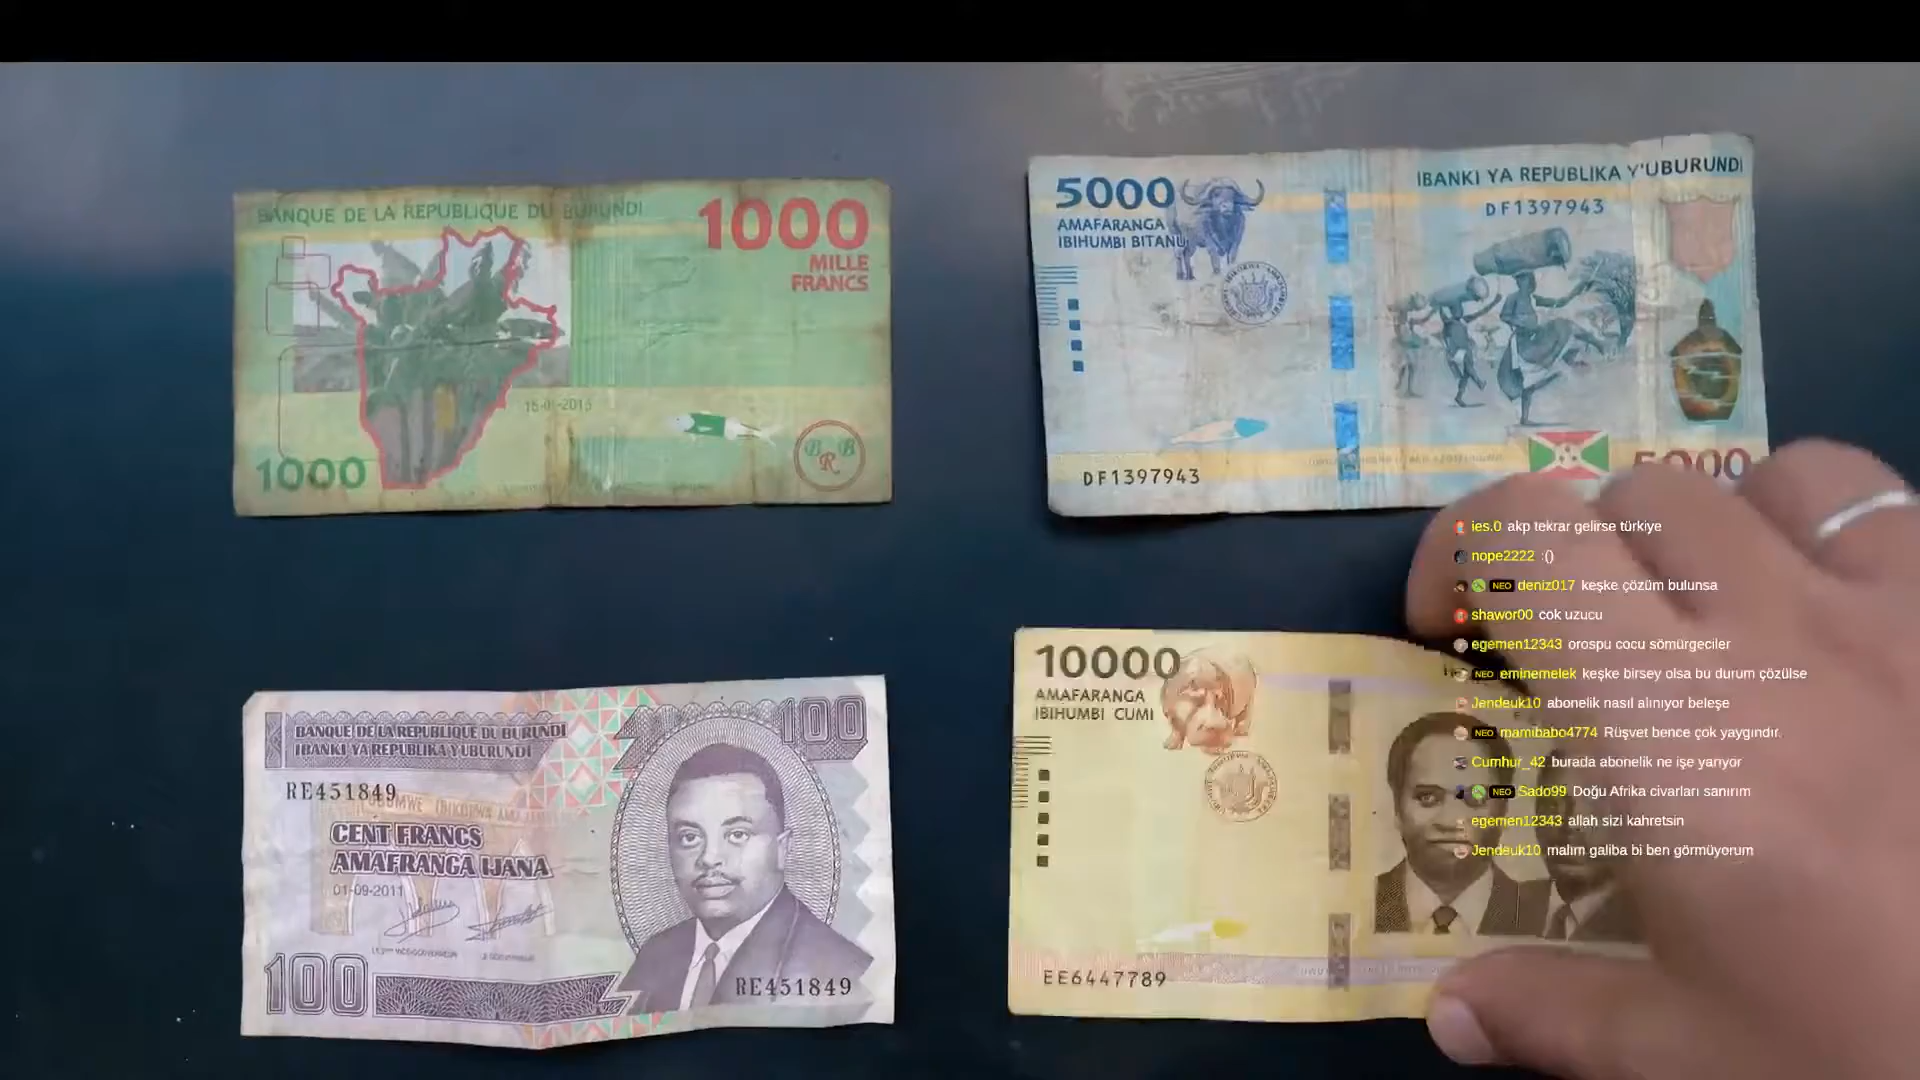 BANQUE DE LA REPUBLIQUE DU BURUNDI
1000
MILLE
FRANCS
1000
BRB
5000
AMAFARANGA
IBIHUMBI BITANU
IBANKI YA REPUBLIKA Y'UBURUNDI
DF1397943
DF1397943
5000
BANQUE DE LA REPUBLIQUE DU BURUNDI
IBANKI YA REPUBLIKA Y'UBURUNDI
100
RE451849
CENT FRANCS
AMAFRANGA IJANA
01-09-2011
100
RE451849
10000
AMAFARANGA
IBIHUMBI CUMI
EE6447789
ies.0 akp tekrar gelirse türkiye
nope2222 :()
NEO deniz017 keşke çözüm bulunsa
shawor00 cok uzucu
egemen12343 orospu cocu sömürgeciler
NEO eminemelek keşke birsey olsa bu durum çözülse
Jendeuk10 abonelik nasıl alınıyor beleşe
NEO mamibabo4774 Rüşvet bence çok yaygındır.
Cumhur_42 burada abonelik ne işe yarıyor
NEO Sado99 Doğu Afrika civarları sanırım
egemen12343 allah sizi kahretsin
Jendeuk10 malım galiba bi ben görmüyorum